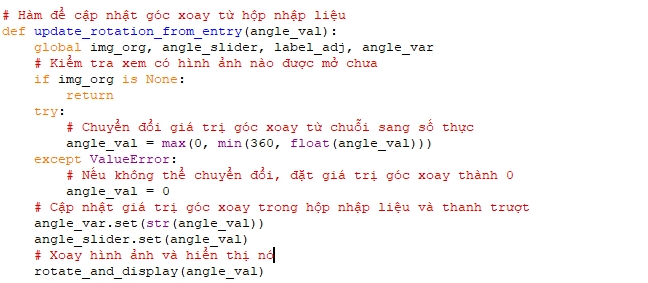 # Hàm để cập nhật góc xoay từ hộp nhập liệu
def update_rotation_from_entry(angle_val):
    global img_org, angle_slider, label_adj, angle_var
    # Kiểm tra xem có hình ảnh nào được mở chưa
    if img_org is None:
        return
    try:
        # Chuyển đổi giá trị góc xoay từ chuỗi sang số thực
        angle_val = max(0, min(360, float(angle_val)))
    except ValueError:
        # Nếu không thể chuyển đổi, đặt giá trị góc xoay thành 0
        angle_val = 0
    # Cập nhật giá trị góc xoay trong hộp nhập liệu và thanh trượt
    angle_var.set(str(angle_val))
    angle_slider.set(angle_val)
    # Xoay hình ảnh và hiển thị nó
    rotate_and_display(angle_val)